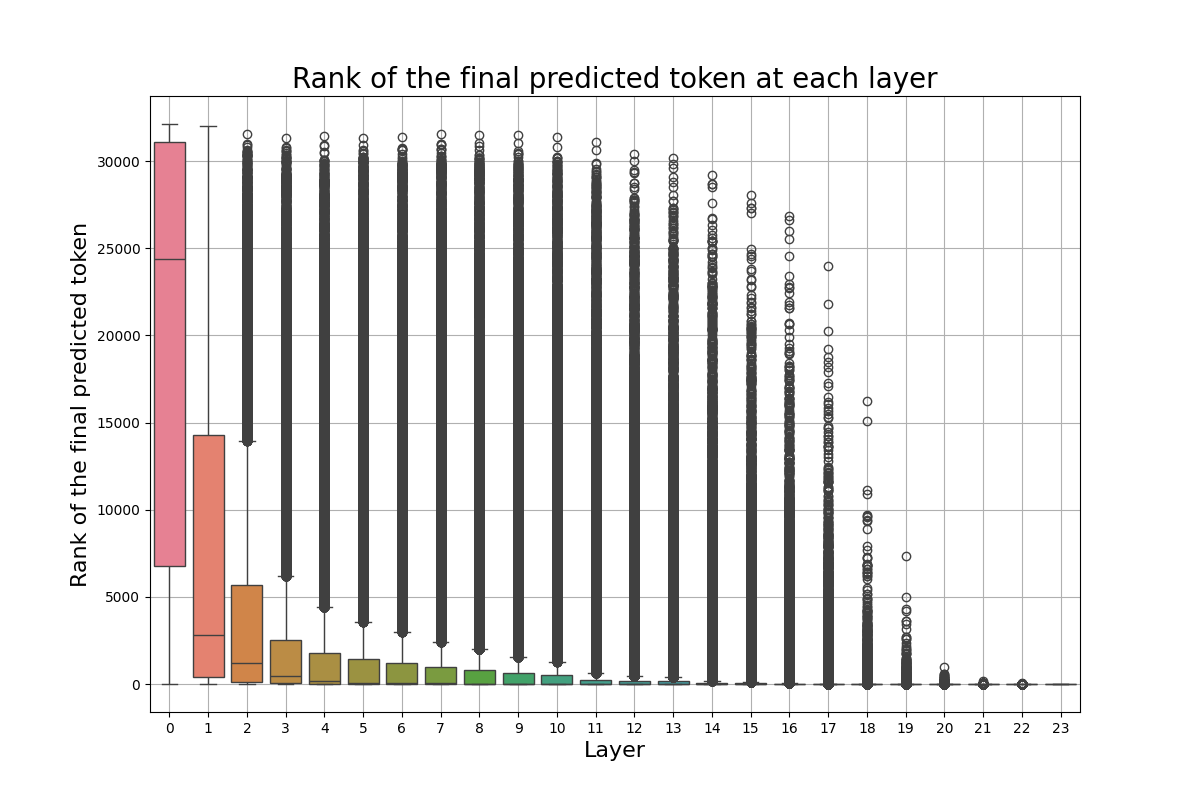 Rank of the final predicted token at each layer
Rank of the final predicted token
30000
25000
20000
15000
10000
5000
0
0 1 2 3 4 5 6 7 8 9 10 11 12 13 14 15 16 17 18 19 20 21 22 23
Layer